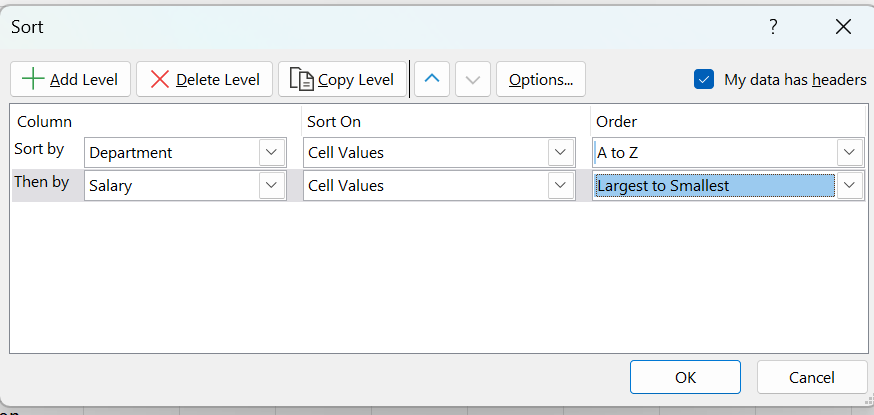 Sort ?
Add Level Delete Level Copy Level Options... My data has headers
Column Sort On Order
Sort by Department Cell Values A to Z
Then by Salary Cell Values Largest to Smallest
OK Cancel